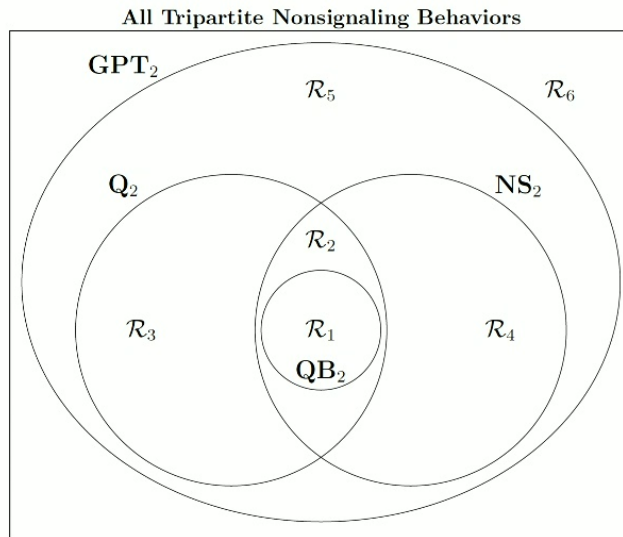 All Tripartite Nonsignaling Behaviors
GPT₂
ℛ₅
ℛ₆
Q₂
NS₂
ℛ₂
ℛ₃
ℛ₁
ℛ₄
QB₂